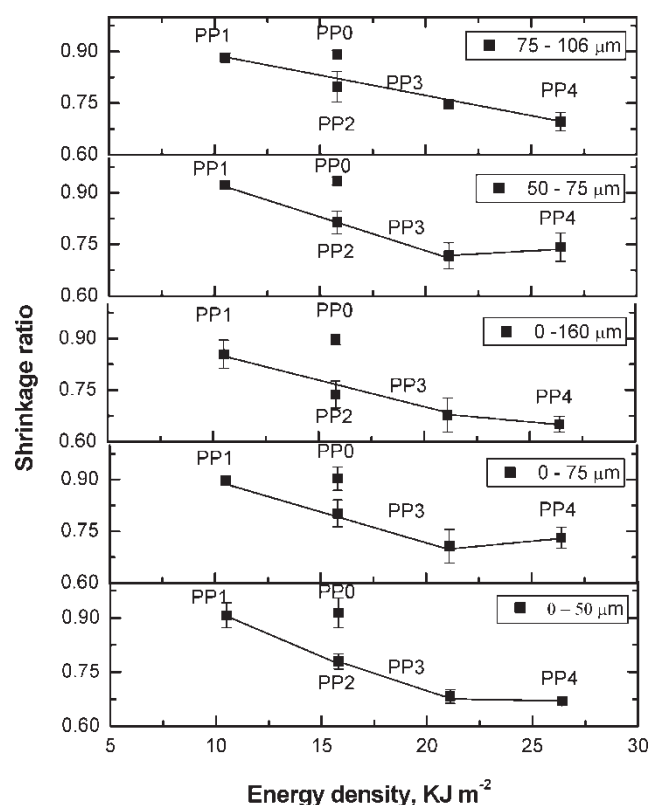 PP1
PP0
75 - 106 μm
0.90
PP3
PP4
0.75
PP2
0.60
PP1
PP0
50 - 75 μm
0.90
PP3
PP4
0.75
PP2
0.60
PP1
PP0
0 -160 μm
0.90
PP3
PP4
0.75
PP2
0.60
PP1
PP0
0 - 75 μm
0.90
PP3
PP4
0.75
0.60
PP1
PP0
0 – 50 μm
0.90
PP3
PP4
0.75
PP2
0.60
5 10 15 20 25 30
Shrinkage ratio
Energy density, KJ m-2